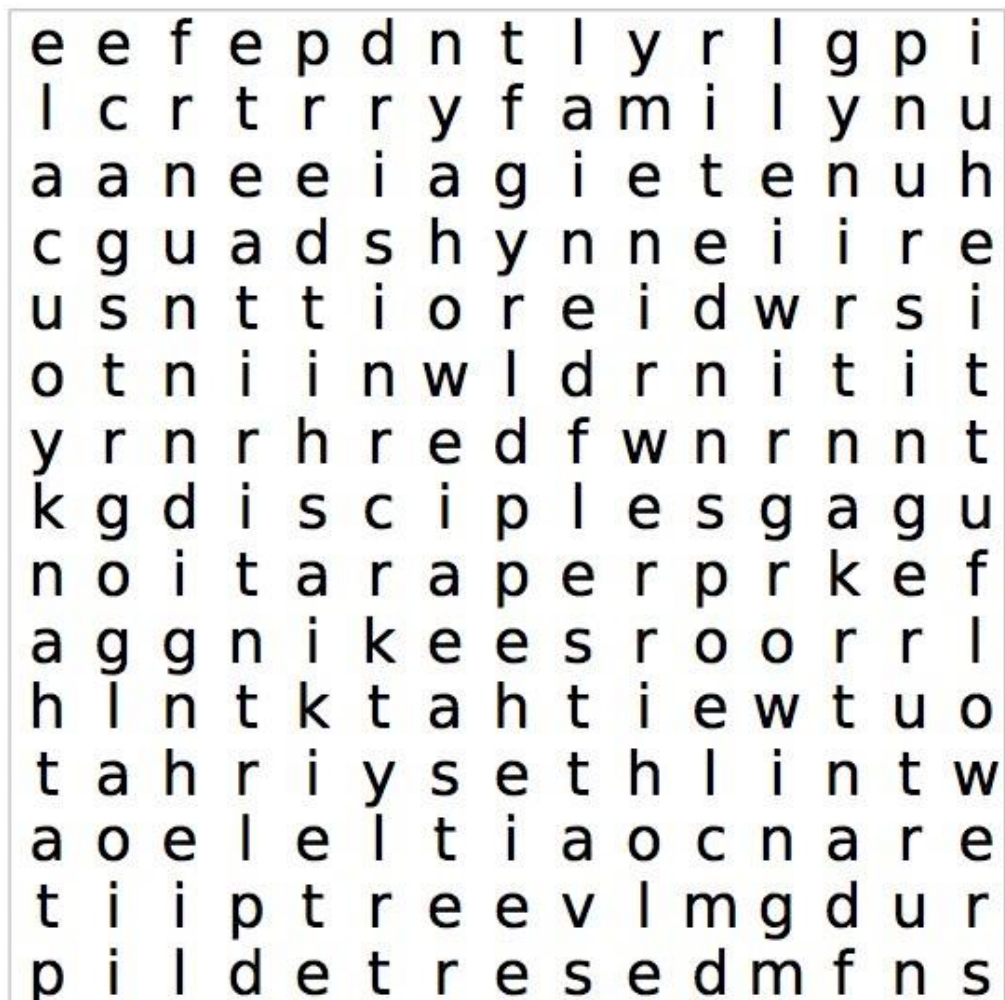 e e f e p d n t l y r l g p i
l c r t r r y f a m i l y n u
a a n e e i a g i e t e n u h
c g u a d s h y n n e i i r e
u s n t t i o r e i d w r s i
o t n i i n w l d r n i t i t
y r n r h r e d f w n r n n t
k g d i s c i p l e s g a g u
n o i t a r a p e r p r k e f
a g g n i k e e s r o o r r l
h l n t k t a h t i e w t u o
t a h r i y s e t h l i n t w
a o e l e l t i a o c n a r e
t i i p t r e e v l m g d u r
p i l d e t r e s e d m f n s